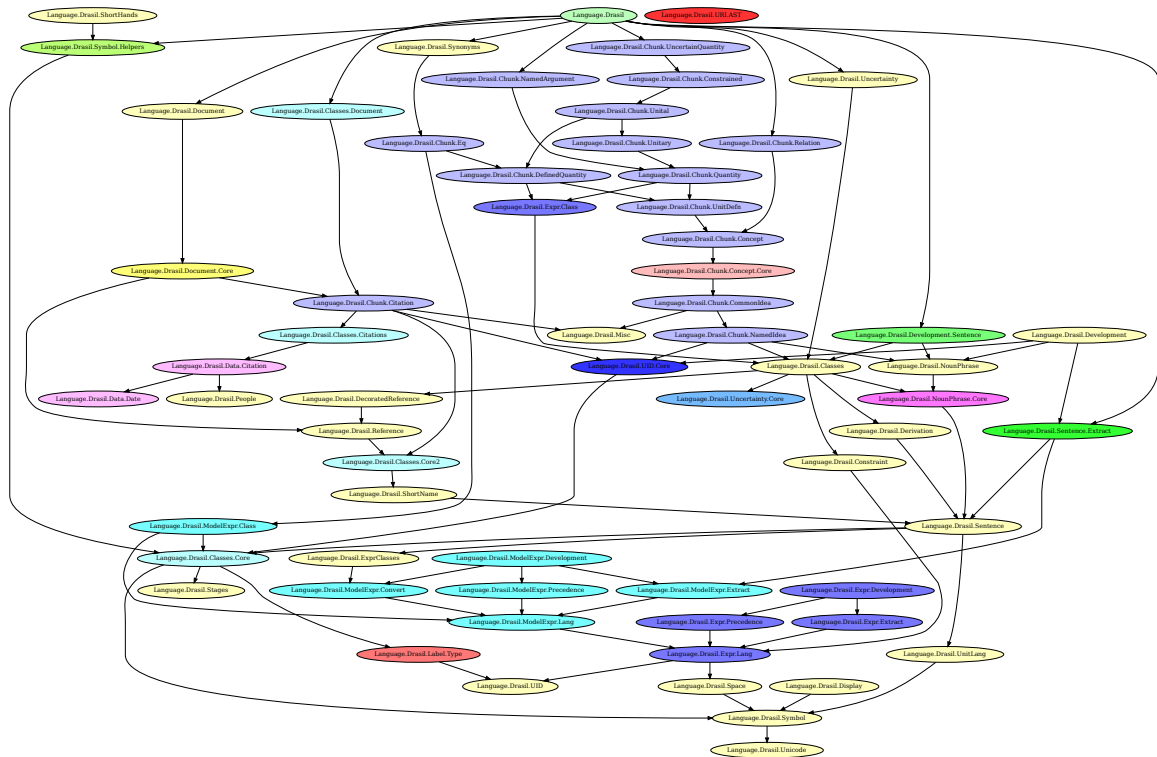 Language.Drasil.ShortHands
Language.Drasil
Language.Drasil.URI.AST
Language.Drasil.Symbol.Helpers
Language.Drasil.Synonyms
Language.Drasil.Chunk.UncertainQuantity
Language.Drasil.Chunk.NamedArgument
Language.Drasil.Chunk.Constrained
Language.Drasil.Uncertainty
Language.Drasil.Document
Language.Drasil.Classes.Document
Language.Drasil.Chunk.Unital
Language.Drasil.Chunk.Eq
Language.Drasil.Chunk.Unitary
Language.Drasil.Chunk.Relation
Language.Drasil.Chunk.DefinedQuantity
Language.Drasil.Chunk.Quantity
Language.Drasil.Expr.Class
Language.Drasil.Chunk.UnitDefn
Language.Drasil.Chunk.Concept
Language.Drasil.Document.Core
Language.Drasil.Chunk.Concept.Core
Language.Drasil.Chunk.Citation
Language.Drasil.Chunk.CommonIdea
Language.Drasil.Classes.Citations
Language.Drasil.Misc
Language.Drasil.Chunk.NamedIdea
Language.Drasil.Development.Sentence
Language.Drasil.Development
Language.Drasil.Data.Citation
Language.Drasil.UID.Core
Language.Drasil.Classes
Language.Drasil.NounPhrase
Language.Drasil.Data.Date
Language.Drasil.People
Language.Drasil.DecoratedReference
Language.Drasil.Uncertainty.Core
Language.Drasil.NounPhrase.Core
Language.Drasil.Reference
Language.Drasil.Derivation
Language.Drasil.Sentence.Extract
Language.Drasil.Classes.Core2
Language.Drasil.Constraint
Language.Drasil.ShortName
Language.Drasil.ModelExpr.Class
Language.Drasil.Sentence
Language.Drasil.Classes.Core
Language.Drasil.ExprClasses
Language.Drasil.ModelExpr.Development
Language.Drasil.Stages
Language.Drasil.ModelExpr.Convert
Language.Drasil.ModelExpr.Precedence
Language.Drasil.ModelExpr.Extract
Language.Drasil.Expr.Development
Language.Drasil.ModelExpr.Lang
Language.Drasil.Expr.Precedence
Language.Drasil.Expr.Extract
Language.Drasil.Label.Type
Language.Drasil.Expr.Lang
Language.Drasil.UnitLang
Language.Drasil.UID
Language.Drasil.Space
Language.Drasil.Display
Language.Drasil.Symbol
Language.Drasil.Unicode